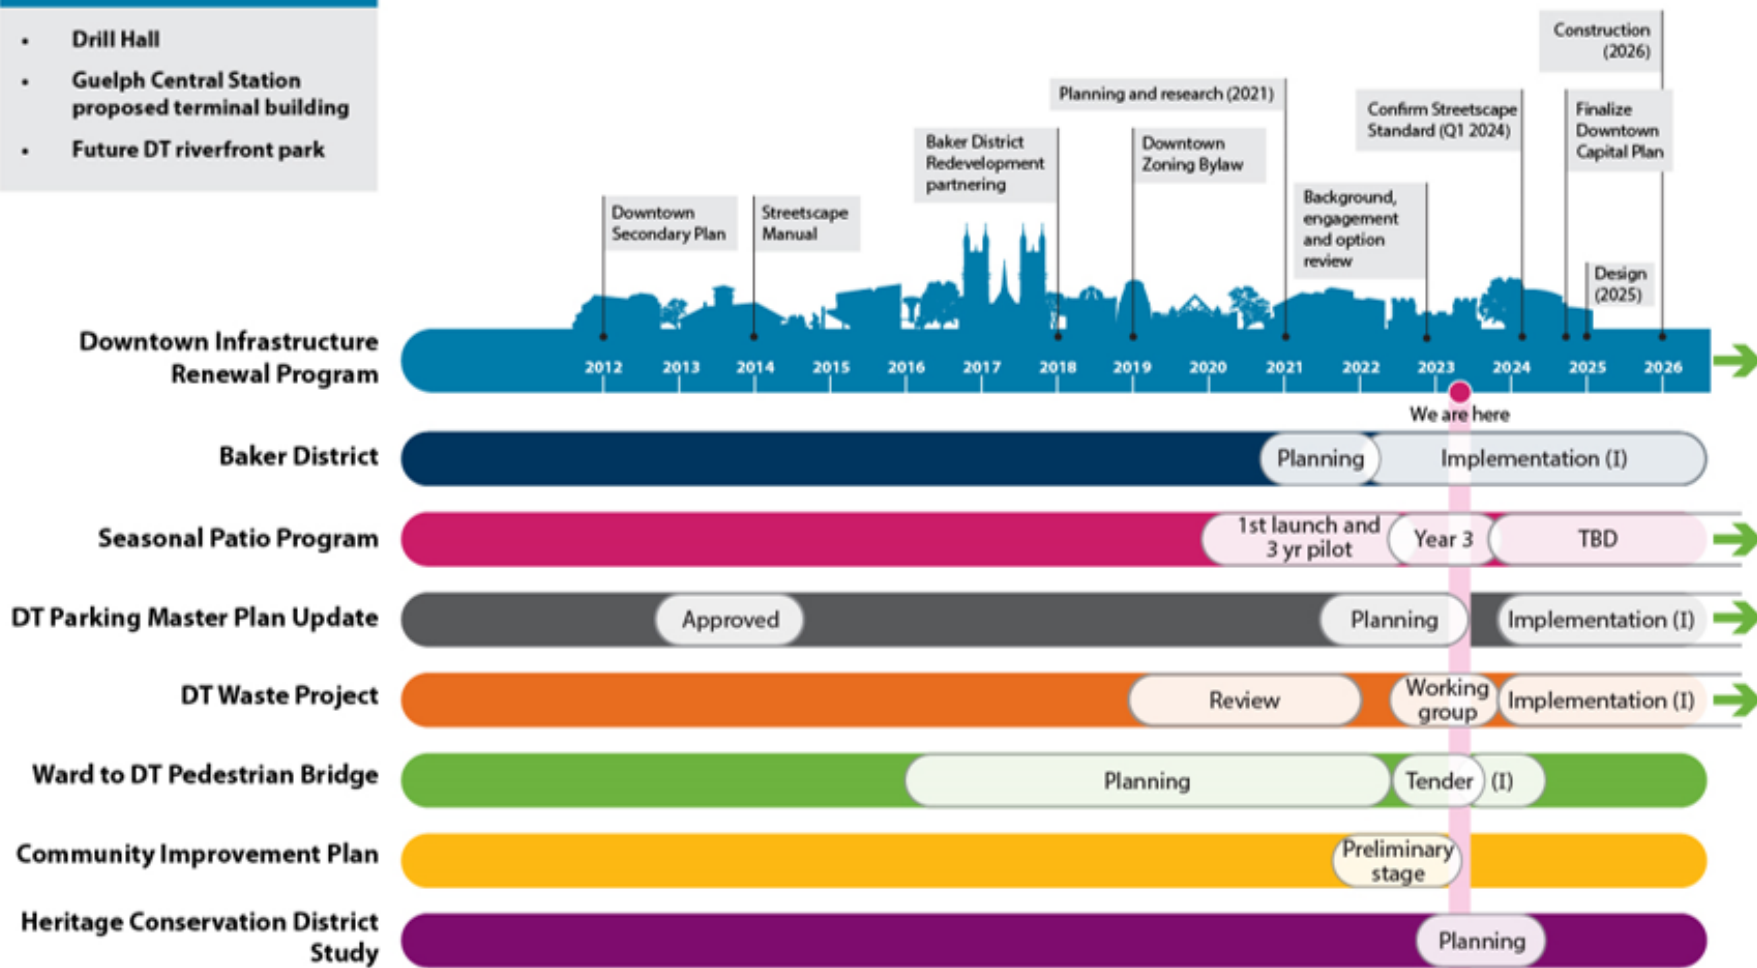 • Drill Hall
• Guelph Central Station
proposed terminal building
• Future DT riverfront park
Construction
(2026)
Planning and research (2021)
Confirm Streetscape
Standard (Q1 2024)
Finalize
Downtown
Capital Plan
Baker District
Redevelopment
partnering
Downtown
Zoning Bylaw
Background,
engagement
and option
review
Downtown
Secondary Plan
Streetscape
Manual
Design
(2025)
Downtown Infrastructure
Renewal Program
2012 2013 2014 2015 2016 2017 2018 2019 2020 2021 2022 2023 2024 2025 2026
We are here
Baker District
Planning
Implementation (I)
Seasonal Patio Program
1st launch and
3 yr pilot
Year 3
TBD
DT Parking Master Plan Update
Approved
Planning
Implementation (I)
DT Waste Project
Review
Working
group
Implementation (I)
Ward to DT Pedestrian Bridge
Planning
Tender
(I)
Community Improvement Plan
Preliminary
stage
Heritage Conservation District
Study
Planning